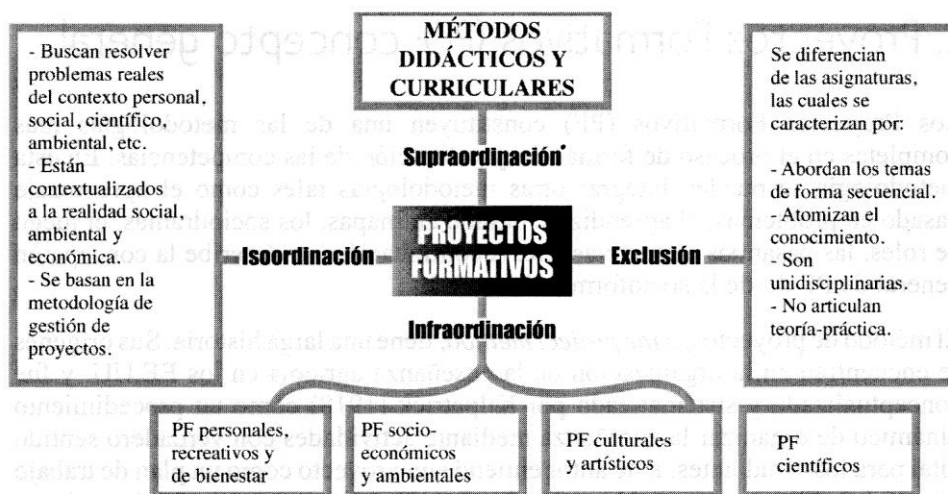 MÉTODOS
DIDÁCTICOS Y
CURRICULARES
Supraordinación
- Buscan resolver
problemas reales
del contexto personal,
social, científico,
ambiental, etc.
- Están
contextualizados
a la realidad social,
ambiental y
económica.
- Se basan en la
metodología de
gestión de
proyectos.
Isoordinación
PROYECTOS
FORMATIVOS
Exclusión
Se diferencian
de las asignaturas,
las cuales se
caracterizan por:
- Abordan los temas
de forma secuencial.
- Atomizan el
conocimiento.
- Son
unidisciplinarias.
- No articulan
teoría-práctica.
Infraordinación
PF personales,
recreativos y
de bienestar
PF socio-
económicos
y ambientales
PF culturales
y artísticos
PF
científicos